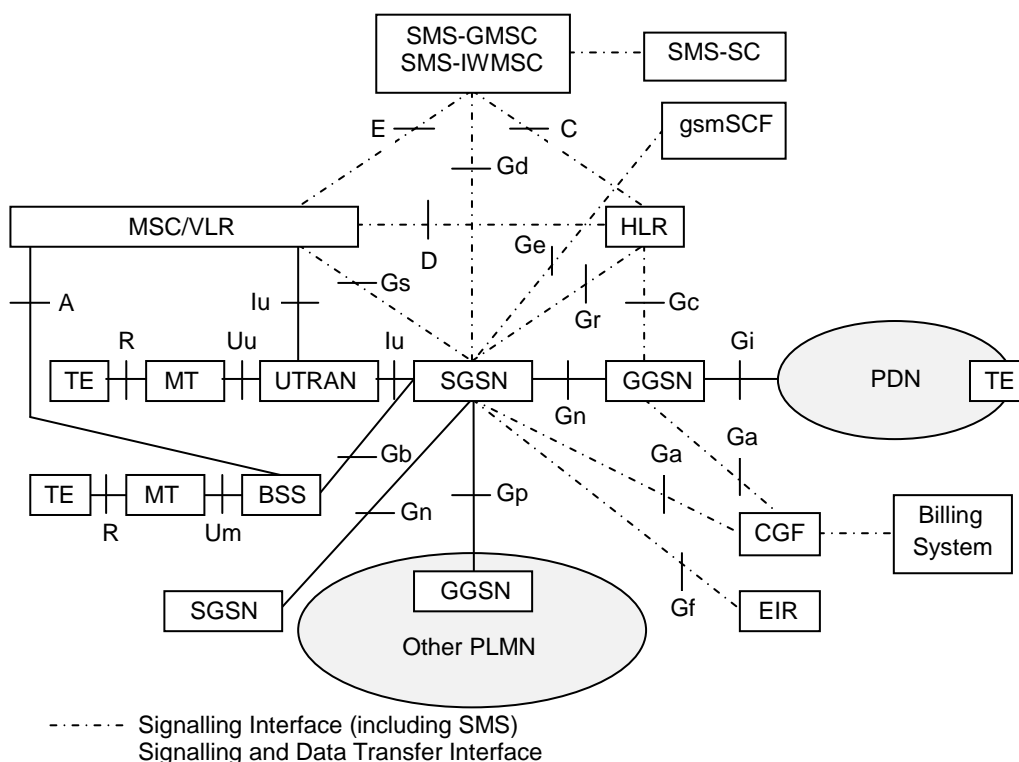 SMS-GMSC
SMS-IWMSC
SMS-SC
gsmSCF
E
C
Gd
MSC/VLR
HLR
D
Ge
Gs
A
Iu
Gr
Gc
R
Uu
Iu
Gi
TE
MT
UTRAN
SGSN
GGSN
PDN
TE
Gn
Ga
Ga
Gb
TE
MT
BSS
Gp
Gn
R
Um
CGF
Billing
System
SGSN
GGSN
Gf
EIR
Other PLMN
Signalling Interface (including SMS)
Signalling and Data Transfer Interface